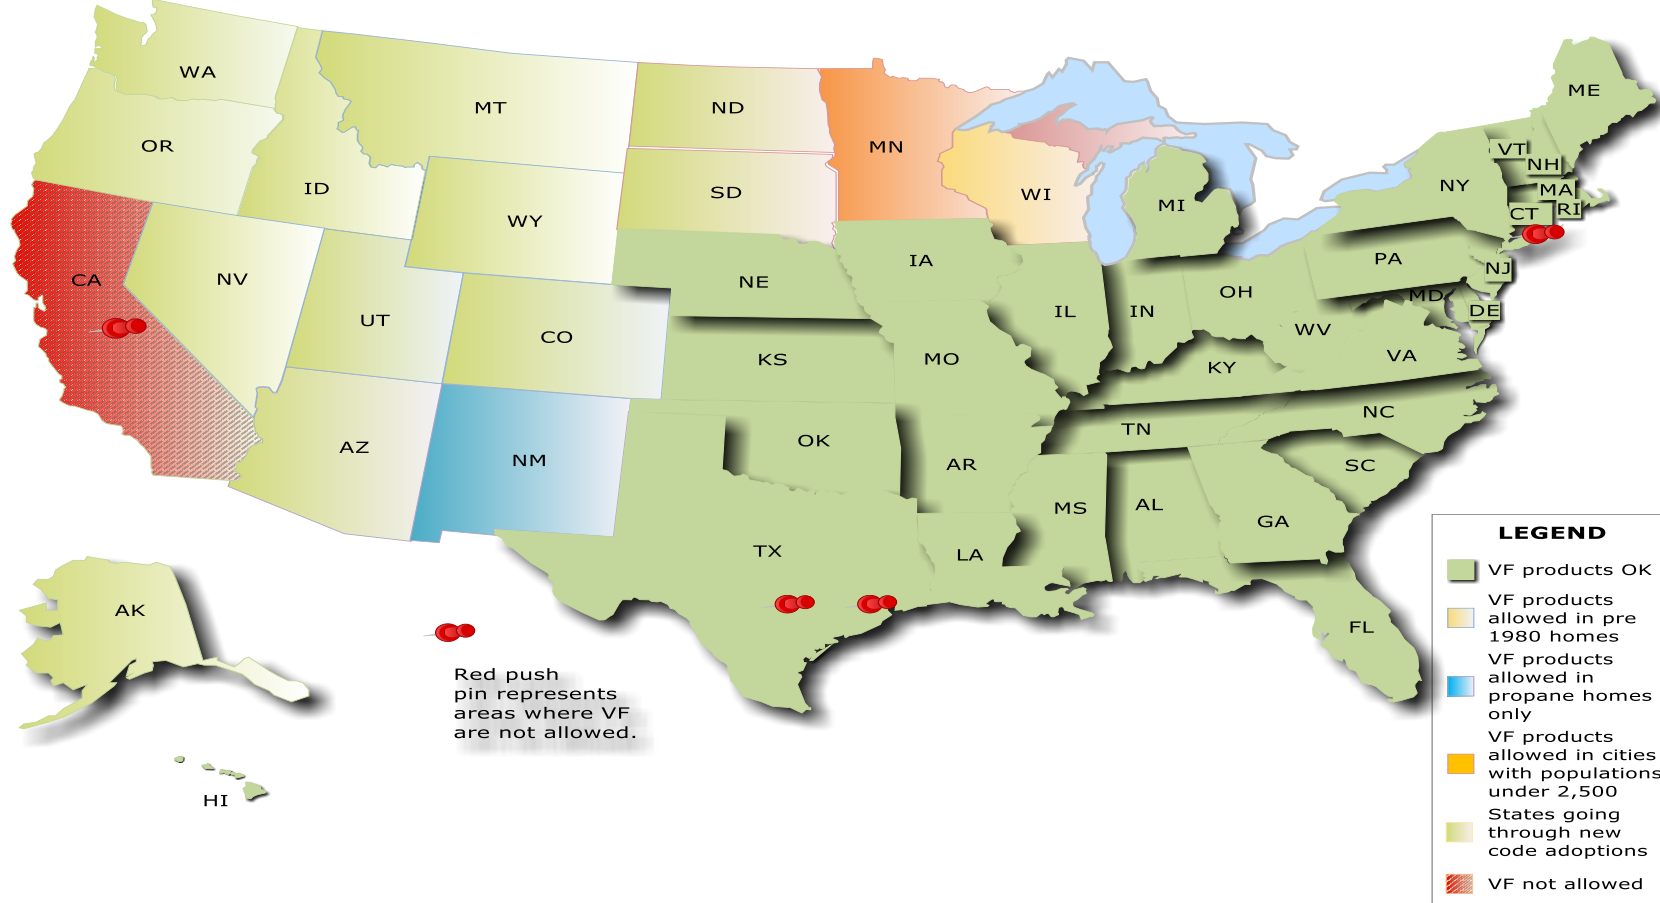 WA
MT
ND
MN
ME
OR
ID
SD
WI
VT
NH
NY
MA
MI
CT
RI
WY
CA
NV
NE
IA
PA
NJ
UT
CO
IL
IN
OH
MD
DE
WV
VA
KS
MO
KY
AZ
NM
OK
AR
TN
NC
SC
MS
AL
GA
TX
LA
FL
AK
HI
Red push
pin represents
areas where VF
are not allowed.
LEGEND
VF products OK
VF products
allowed in pre
1980 homes
VF products
allowed in
propane homes
only
VF products
allowed in cities
with populations
under 2,500
States going
through new
code adoptions
VF not allowed